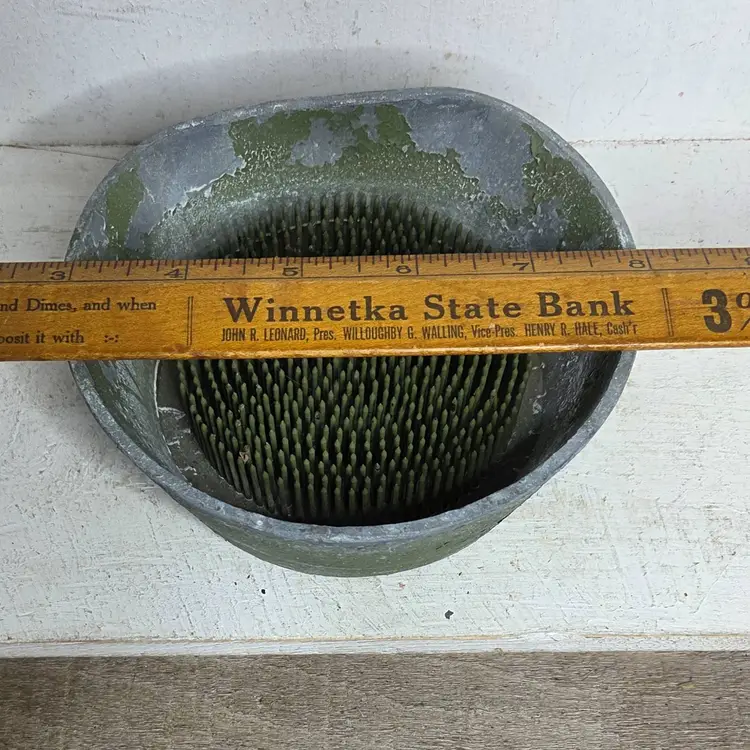 3 4 5 6 7 8
nd Dimes, and when
posit it with :-:
Winnetka State Bank
JOHN R. LEONARD, Pres. WILLOUGHBY G. WALLING, Vice-Pres. HENRY R. HALE, Cash'r
3%